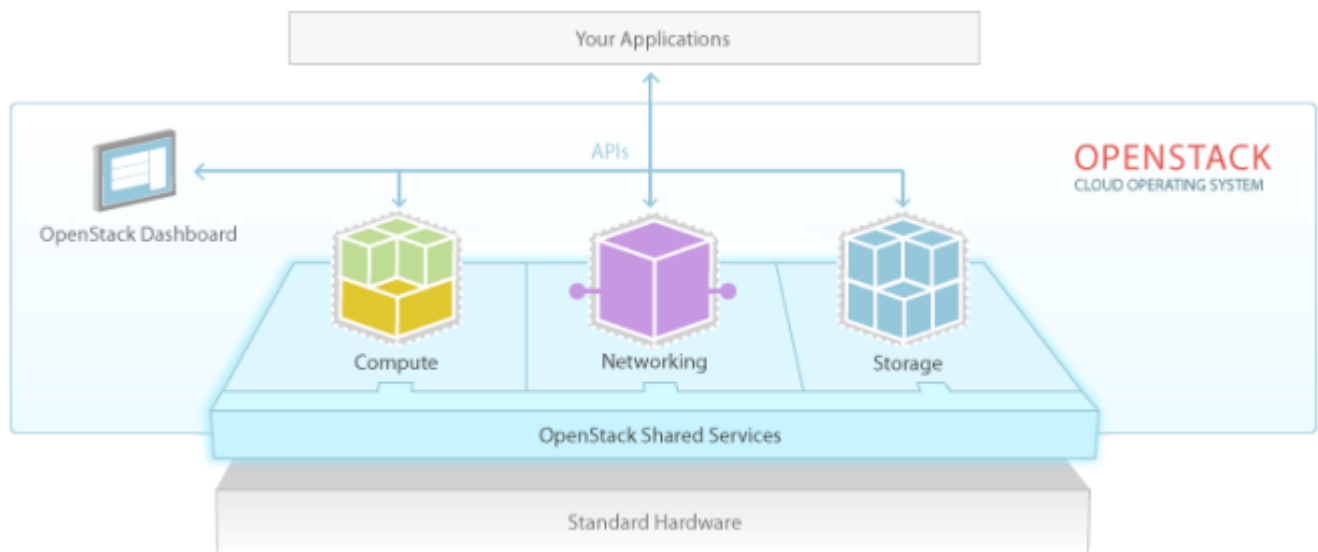 Your Applications
APIs
OPENSTACK
CLOUD OPERATING SYSTEM
OpenStack Dashboard
Compute
Networking
Storage
OpenStack Shared Services
Standard Hardware